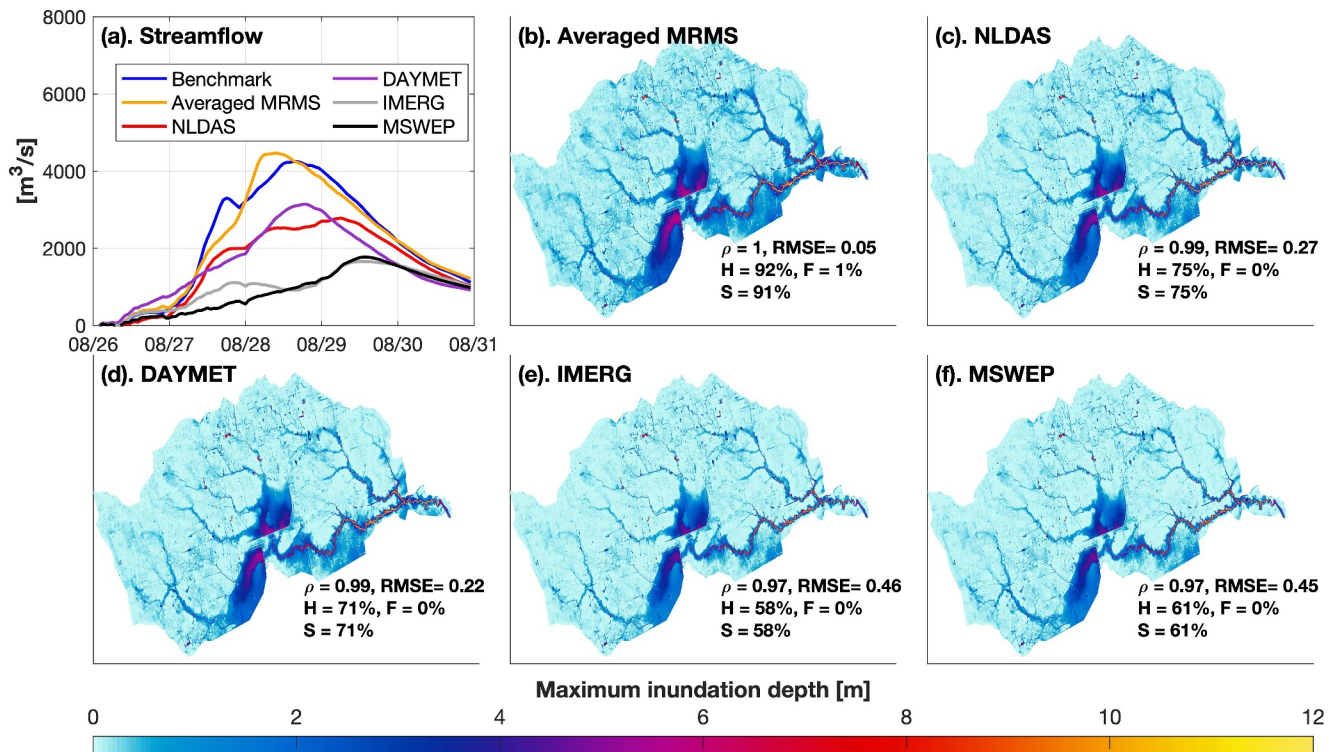 (a). Streamflow
[m³/s]
8000
6000
4000
2000
0
Benchmark
Averaged MRMS
NLDAS
DAYMET
IMERG
MSWEP
08/26 08/27 08/28 08/29 08/30 08/31
(b). Averaged MRMS
ρ = 1, RMSE= 0.05
H = 92%, F = 1%
S = 91%
(c). NLDAS
ρ = 0.99, RMSE= 0.27
H = 75%, F = 0%
S = 75%
(d). DAYMET
ρ = 0.99, RMSE= 0.22
H = 71%, F = 0%
S = 71%
(e). IMERG
ρ = 0.97, RMSE= 0.46
H = 58%, F = 0%
S = 58%
(f). MSWEP
ρ = 0.97, RMSE= 0.45
H = 61%, F = 0%
S = 61%
Maximum inundation depth [m]
0 2 4 6 8 10 12